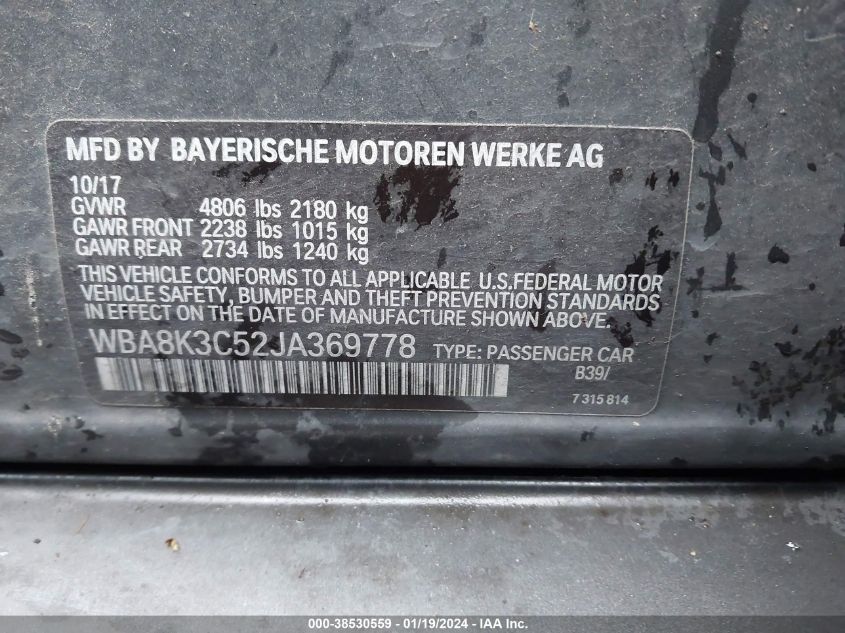 MFD BY BAYERISCHE MOTOREN WERKE AG
10/17
GVWR 4806 lbs 2180 kg
GAWR FRONT 2238 lbs 1015 kg
GAWR REAR 2734 lbs 1240 kg
THIS VEHICLE CONFORMS TO ALL APPLICABLE U.S.FEDERAL MOTOR
VEHICLE SAFETY, BUMPER AND THEFT PREVENTION STANDARDS
IN EFFECT ON THE DATE OF MANUFACTURE SHOWN ABOVE.
WBA8K3C52JA369778 TYPE: PASSENGER CAR
B39/
7 315 814
000-38530559 - 01/19/2024 - IAA Inc.